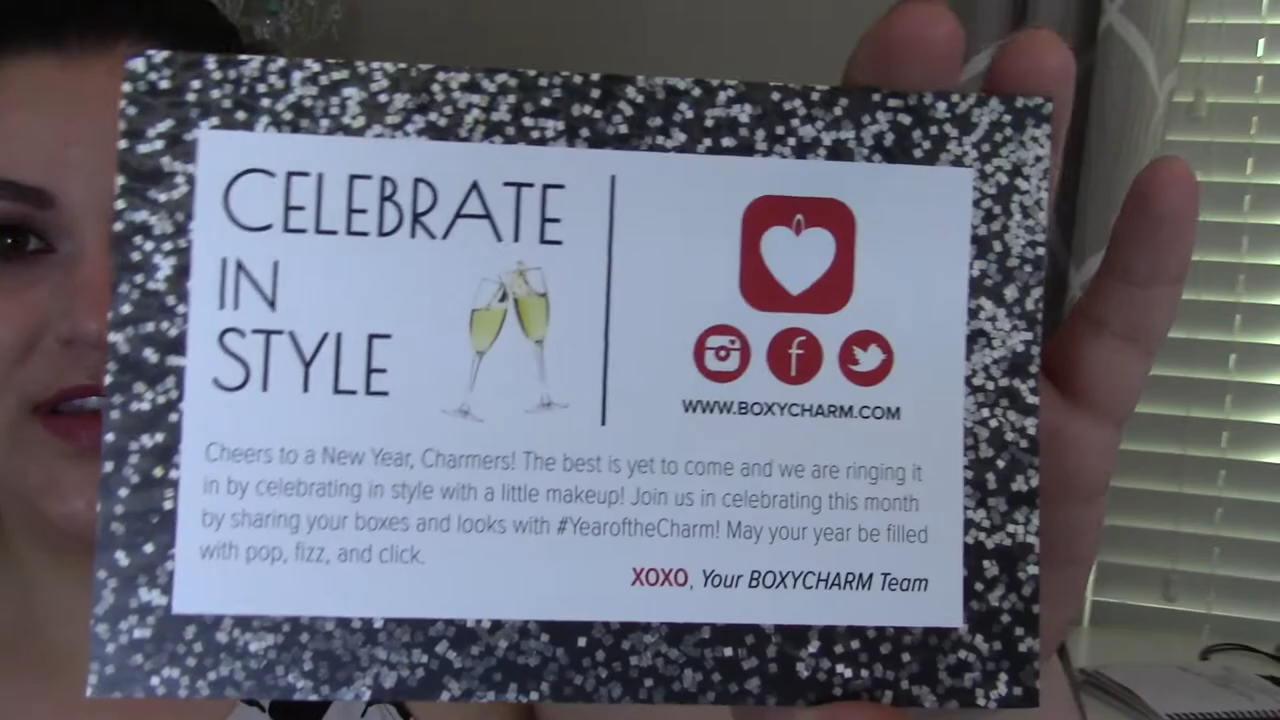 CELEBRATE
IN
STYLE
WWW.BOXYCHARM.COM
Cheers to a New Year, Charmers! The best is yet to come and we are ringing it
in by celebrating in style with a little makeup! Join us in celebrating this month
by sharing your boxes and looks with #YearoftheCharm! May your year be filled
with pop, fizz, and click.
XOXO, Your BOXYCHARM Team